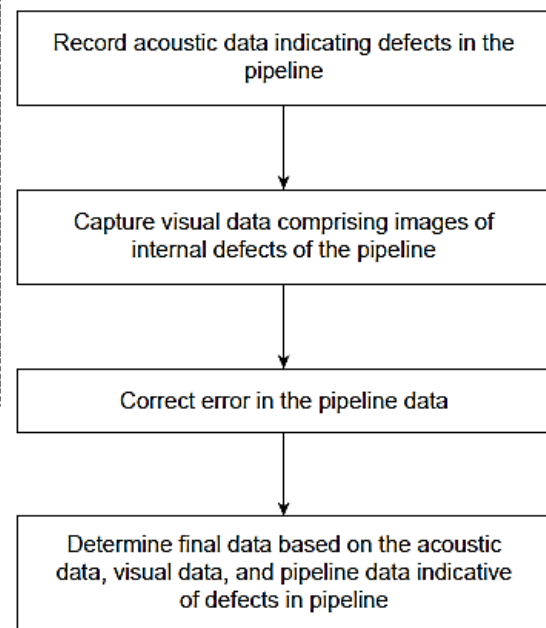 Record acoustic data indicating defects in the
pipeline
Capture visual data comprising images of
internal defects of the pipeline
Correct error in the pipeline data
Determine final data based on the acoustic
data, visual data, and pipeline data indicative
of defects in pipeline